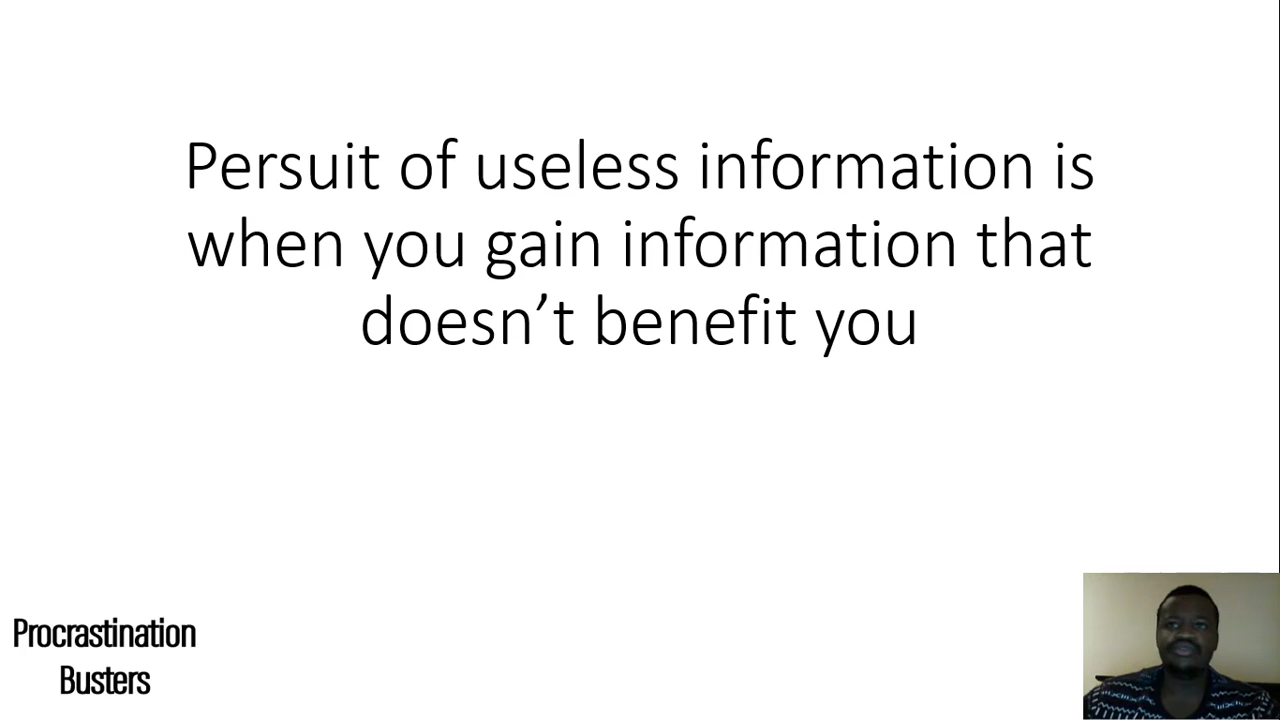 Persuit of useless information is
when you gain information that
doesn’t benefit you
Procrastination
Busters